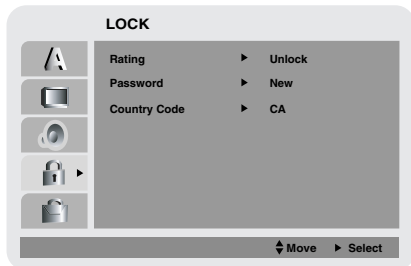 LOCK
Rating ► Unlock
Password ► New
Country Code ► CA
Move ► Select